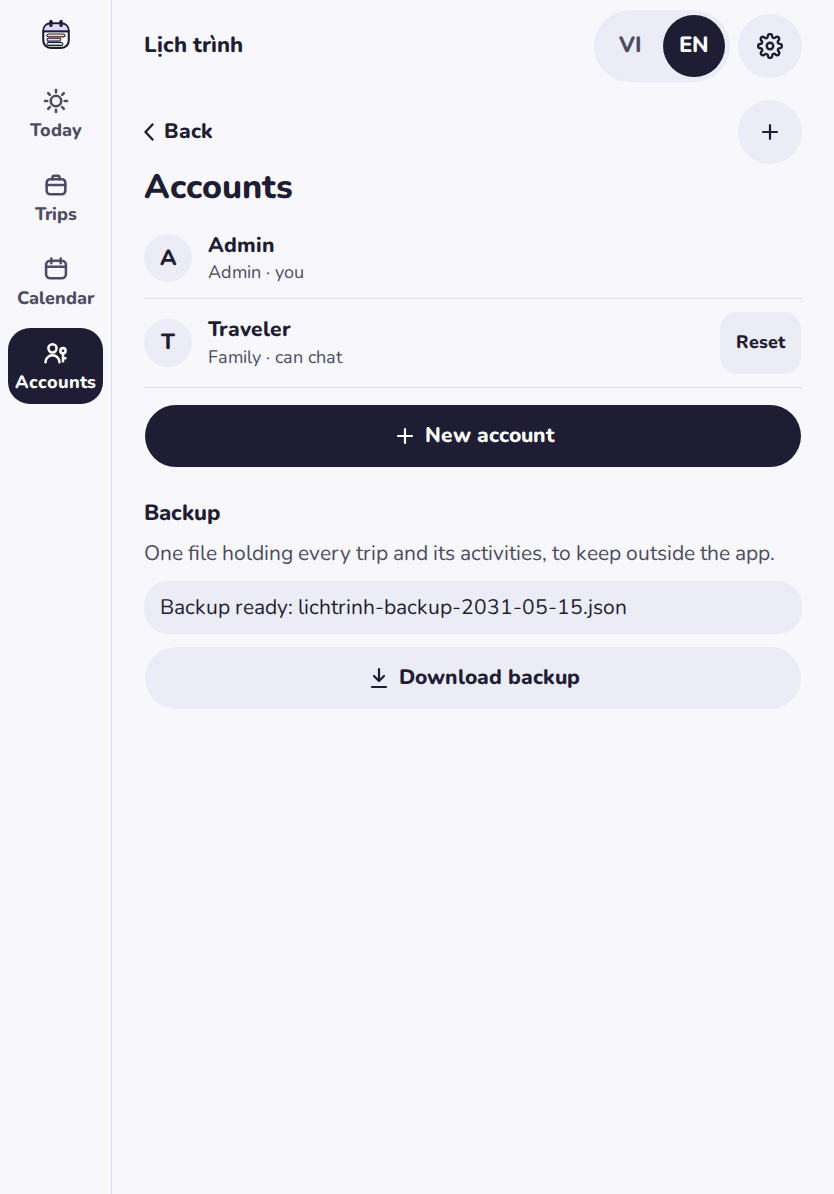 Lịch trình
VI
EN
Today
Trips
Calendar
Accounts
Back
Accounts
A
Admin
Admin · you
T
Traveler
Family · can chat
Reset
New account
Backup
One file holding every trip and its activities, to keep outside the app.
Backup ready: lichtrinh-backup-2031-05-15.json
Download backup